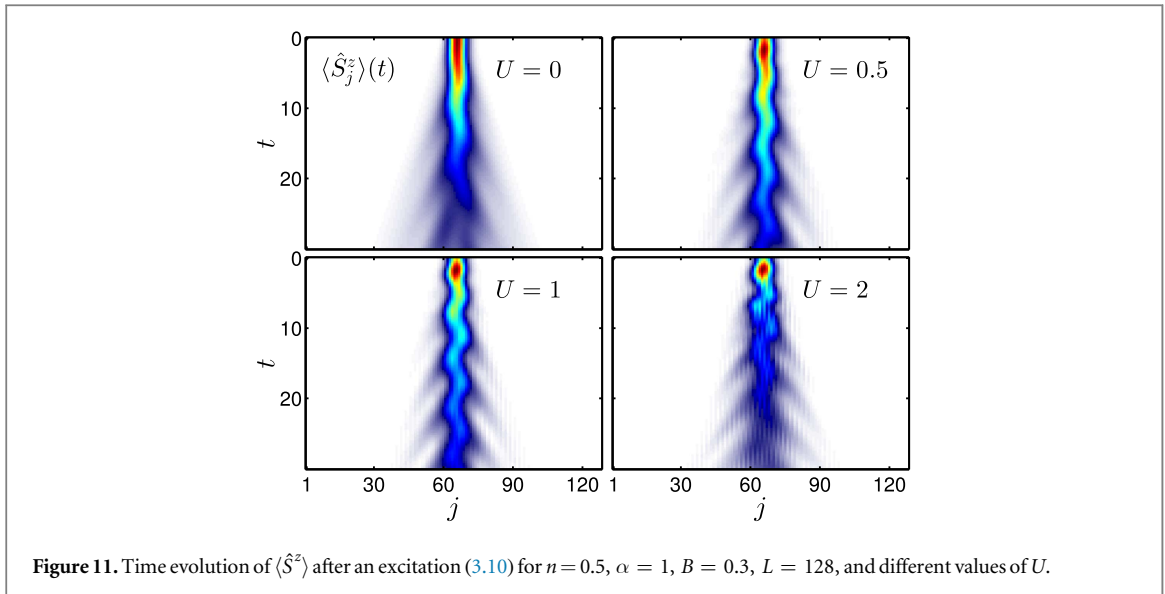 0 ⟨Ŝ_j^z⟩(t) U = 0 U = 0.5
10
t
20
0 U = 1 U = 2
10
t
20
1 30 60 90 120 1 30 60 90 120
j j
Figure 11. Time evolution of ⟨Ŝ^z⟩ after an excitation (3.10) for n = 0.5, α = 1, B = 0.3, L = 128, and different values of U.